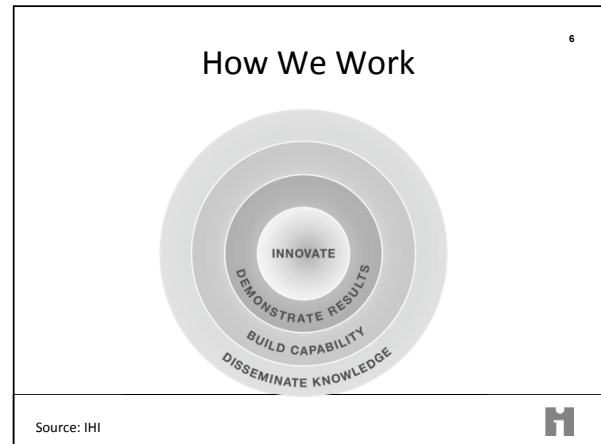 6
How We Work
INNOVATE
DEMONSTRATE RESULTS
BUILD CAPABILITY
DISSEMINATE KNOWLEDGE
Source: IHI